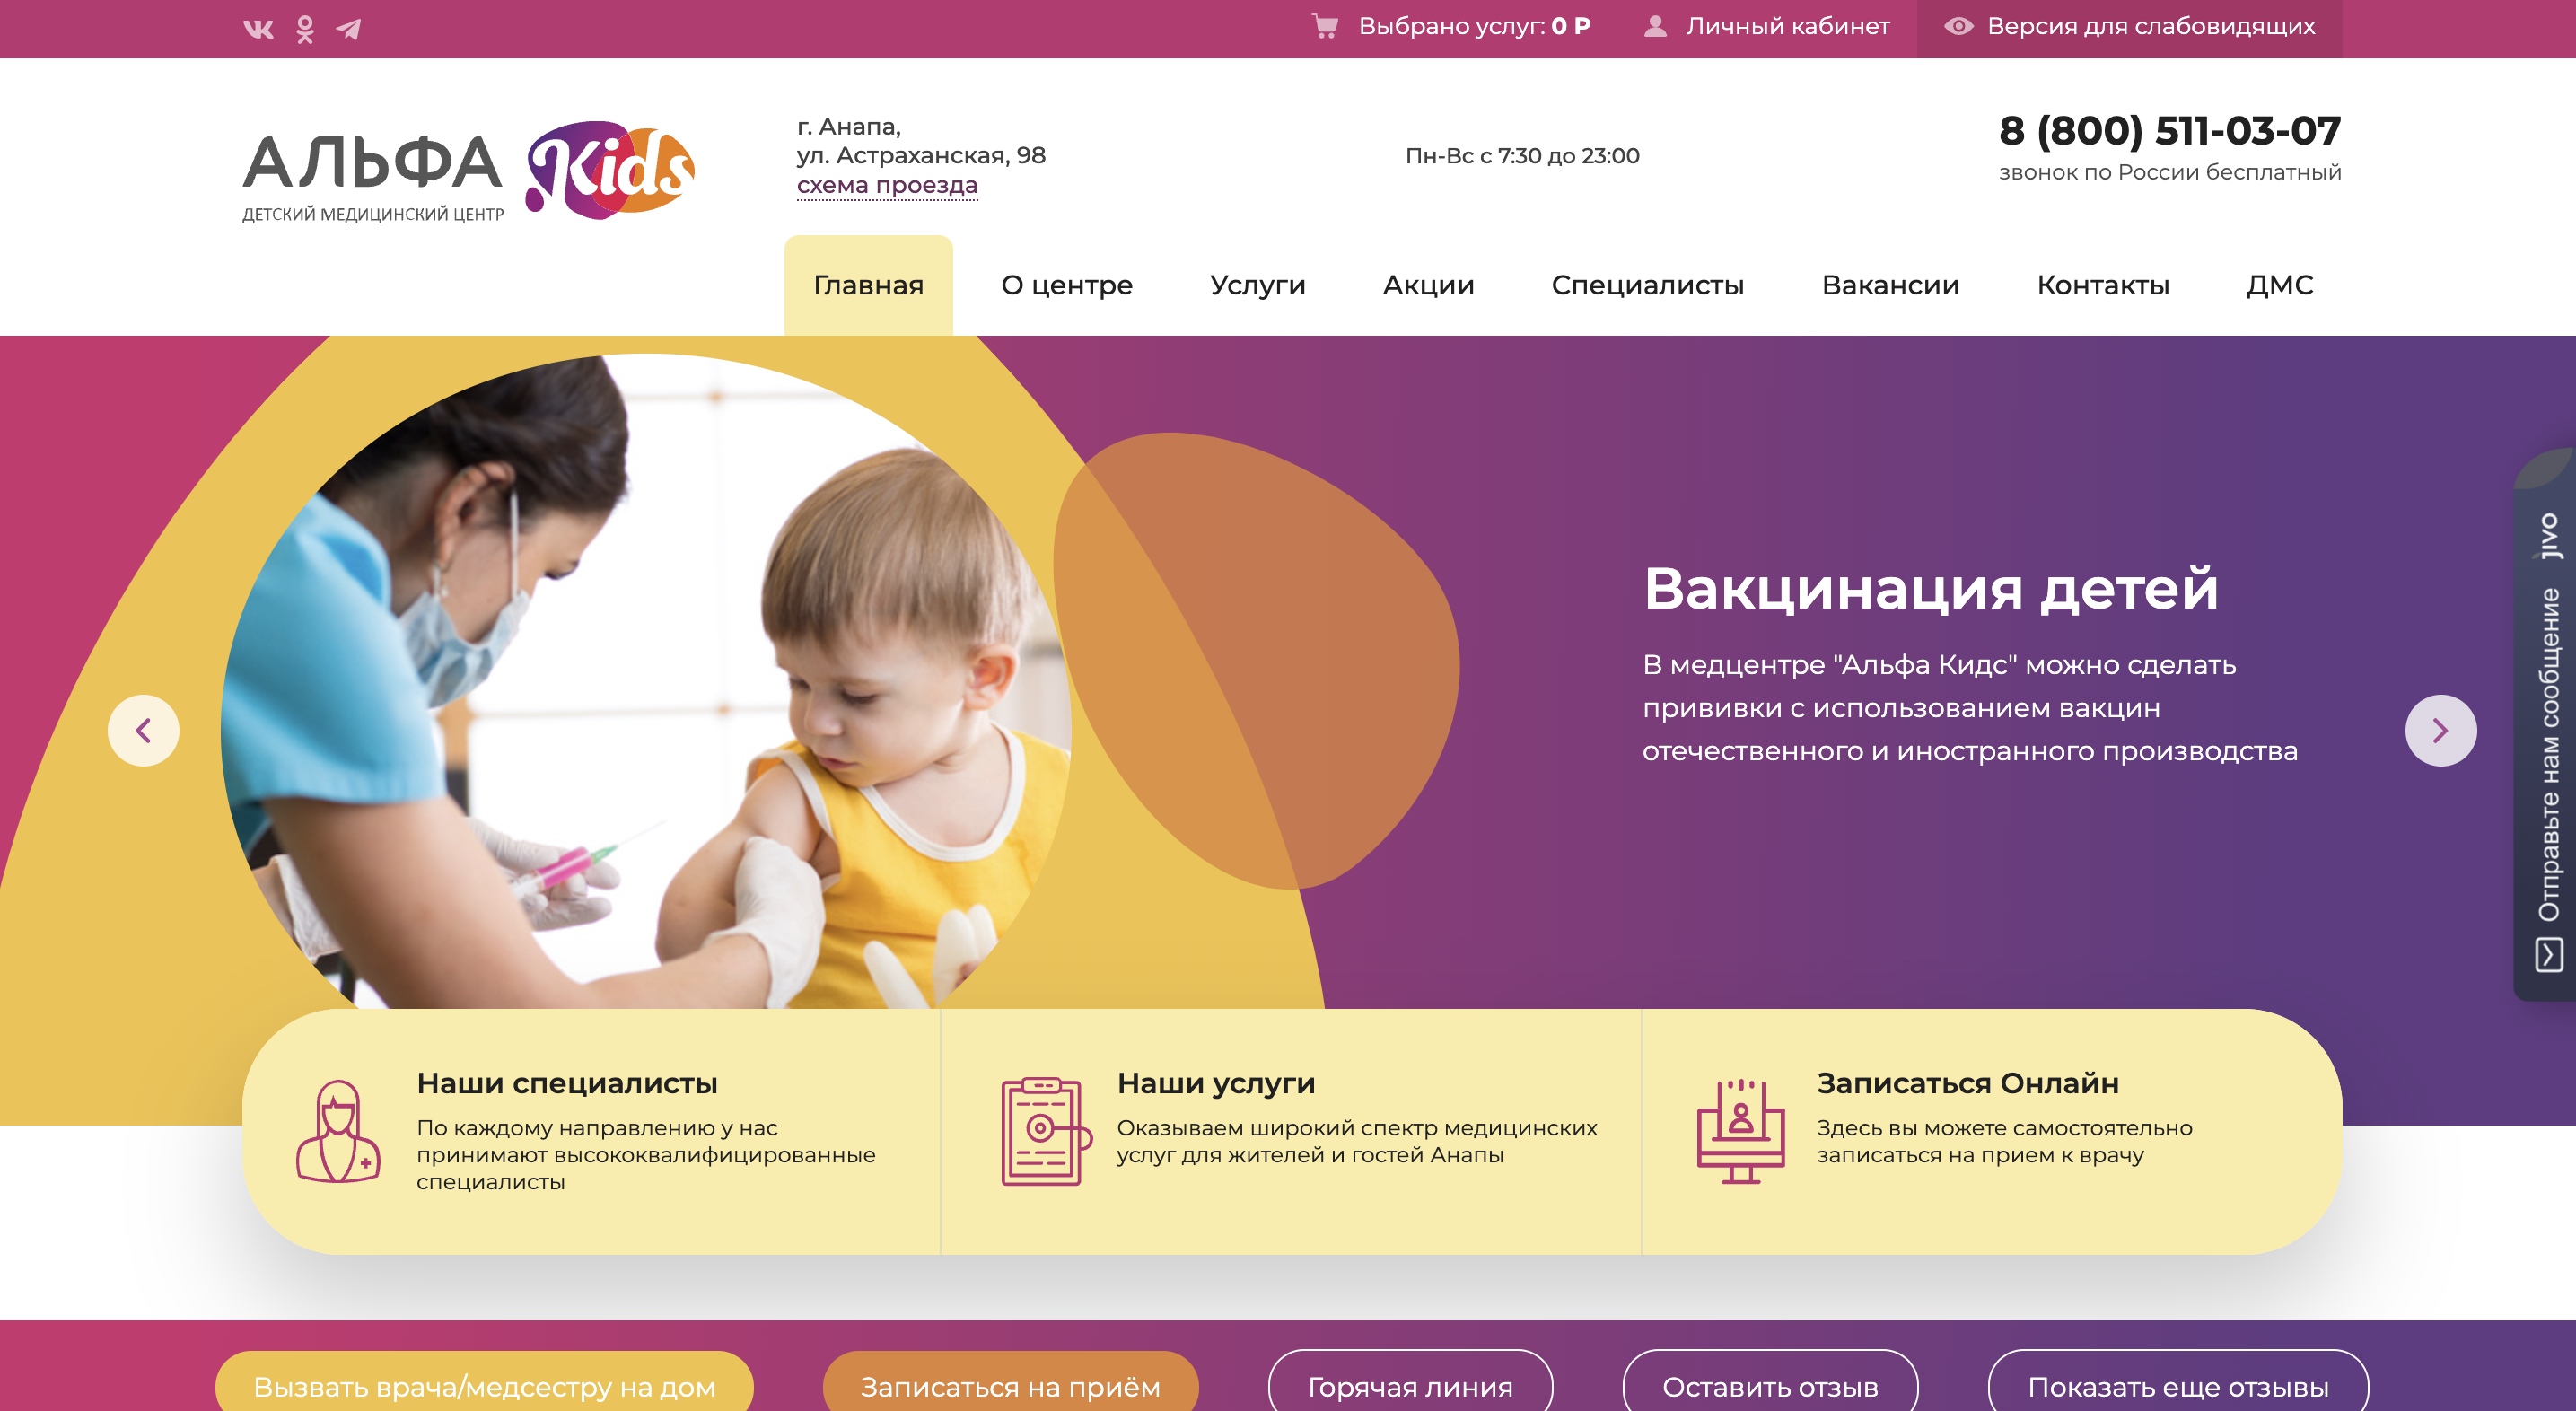 Выбрано услуг: 0 Р
Личный кабинет
Версия для слабовидящих
АЛЬФА Kids
ДЕТСКИЙ МЕДИЦИНСКИЙ ЦЕНТР
г. Анапа,
ул. Астраханская, 98
схема проезда
Пн-Вс с 7:30 до 23:00
8 (800) 511-03-07
звонок по России бесплатный
Главная
О центре
Услуги
Акции
Специалисты
Вакансии
Контакты
ДМС
Вакцинация детей
В медцентре "Альфа Кидс" можно сделать
прививки с использованием вакцин
отечественного и иностранного производства
Отправьте нам сообщение jivo
Наши специалисты
По каждому направлению у нас
принимают высококвалифицированные
специалисты
Наши услуги
Оказываем широкий спектр медицинских
услуг для жителей и гостей Анапы
Записаться Онлайн
Здесь вы можете самостоятельно
записаться на прием к врачу
Вызвать врача/медсестру на дом
Записаться на приём
Горячая линия
Оставить отзыв
Показать еще отзывы